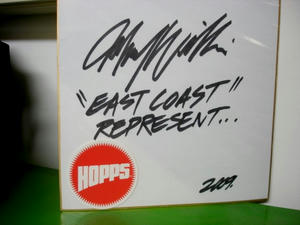 "EAST COAST"
REPRESENT...
HOPPS
2009.